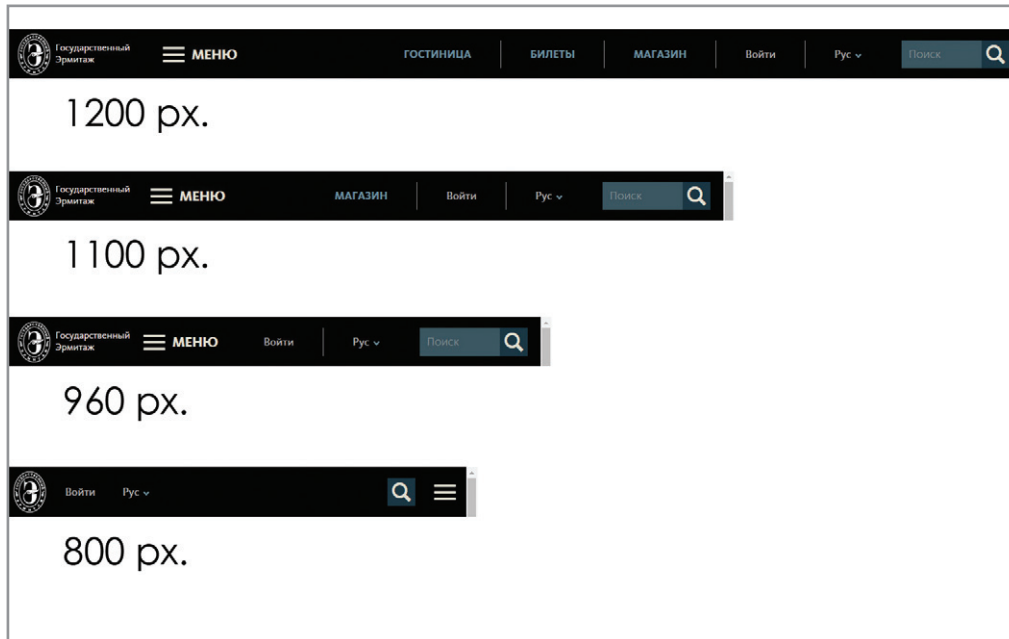 Государственный
Эрмитаж
МЕНЮ ГОСТИНИЦА БИЛЕТЫ МАГАЗИН Войти Рус Поиск
1200 px.
Государственный
Эрмитаж
МЕНЮ МАГАЗИН Войти Рус Поиск
1100 px.
Государственный
Эрмитаж
МЕНЮ Войти Рус Поиск
960 px.
Войти Рус
800 px.